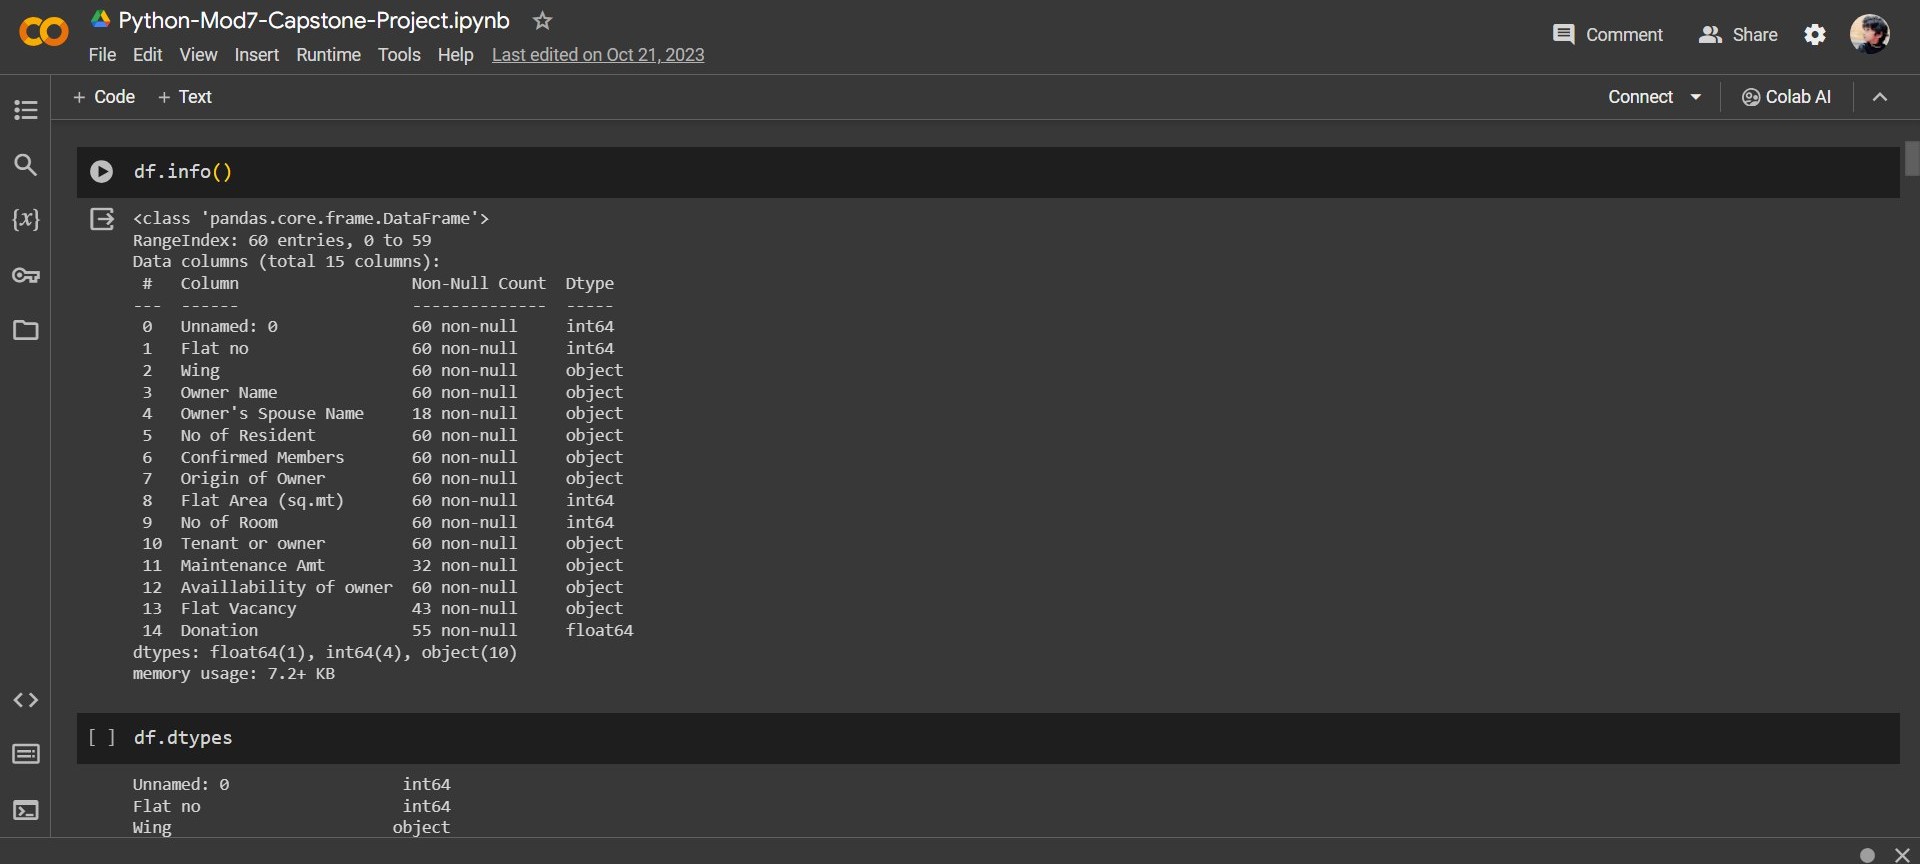 Python-Mod7-Capstone-Project.ipynb
File Edit View Insert Runtime Tools Help Last edited on Oct 21, 2023
Comment Share
+ Code + Text
Connect Colab AI
df.info()
<class 'pandas.core.frame.DataFrame'>
RangeIndex: 60 entries, 0 to 59
Data columns (total 15 columns):
 #   Column                  Non-Null Count  Dtype
---  ------                  --------------  -----
 0   Unnamed: 0              60 non-null     int64
 1   Flat no                 60 non-null     int64
 2   Wing                    60 non-null     object
 3   Owner Name              60 non-null     object
 4   Owner's Spouse Name     18 non-null     object
 5   No of Resident          60 non-null     object
 6   Confirmed Members       60 non-null     object
 7   Origin of Owner         60 non-null     object
 8   Flat Area (sq.mt)       60 non-null     int64
 9   No of Room              60 non-null     int64
 10  Tenant or owner         60 non-null     object
 11  Maintenance Amt         32 non-null     object
 12  Availlability of owner  60 non-null     object
 13  Flat Vacancy            43 non-null     object
 14  Donation                55 non-null     float64
dtypes: float64(1), int64(4), object(10)
memory usage: 7.2+ KB
[ ] df.dtypes
Unnamed: 0                  int64
Flat no                     int64
Wing                       object
{x}